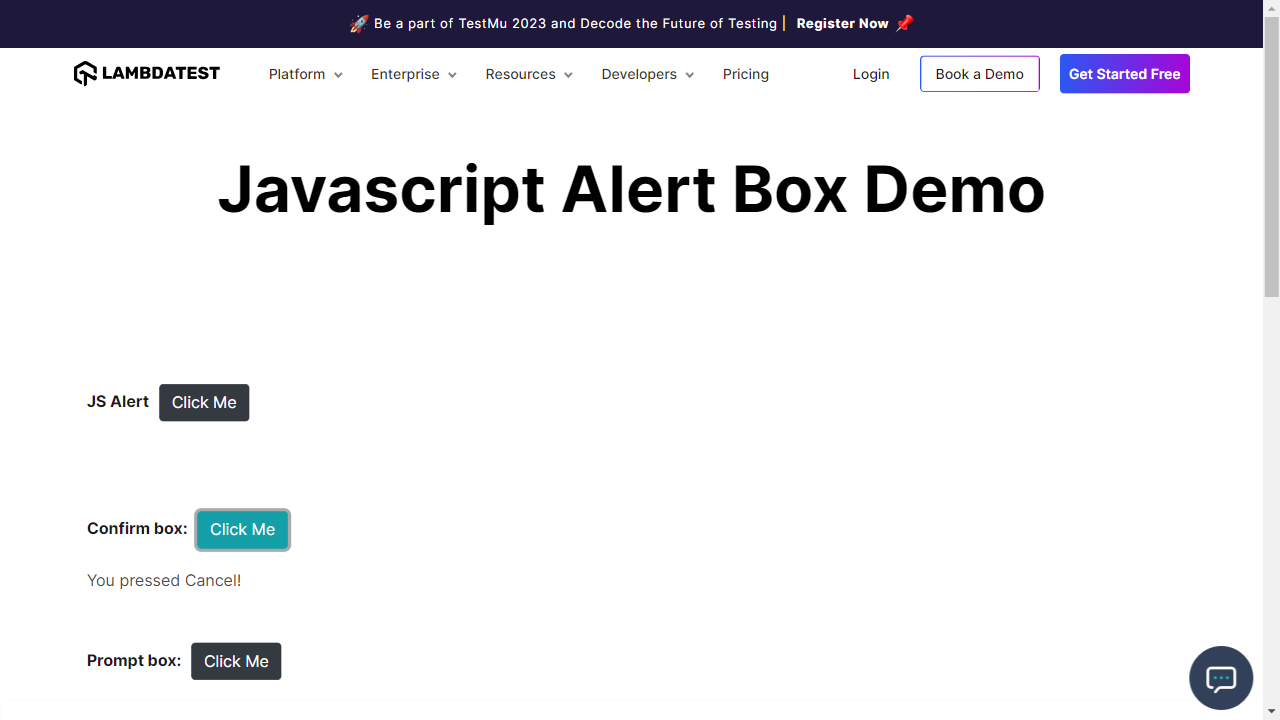 🚀 Be a part of TestMu 2023 and Decode the Future of Testing | Register Now 📌
LAMBDATEST Platform Enterprise Resources Developers Pricing Login Book a Demo Get Started Free
Javascript Alert Box Demo
JS Alert Click Me
Confirm box: Click Me
You pressed Cancel!
Prompt box: Click Me